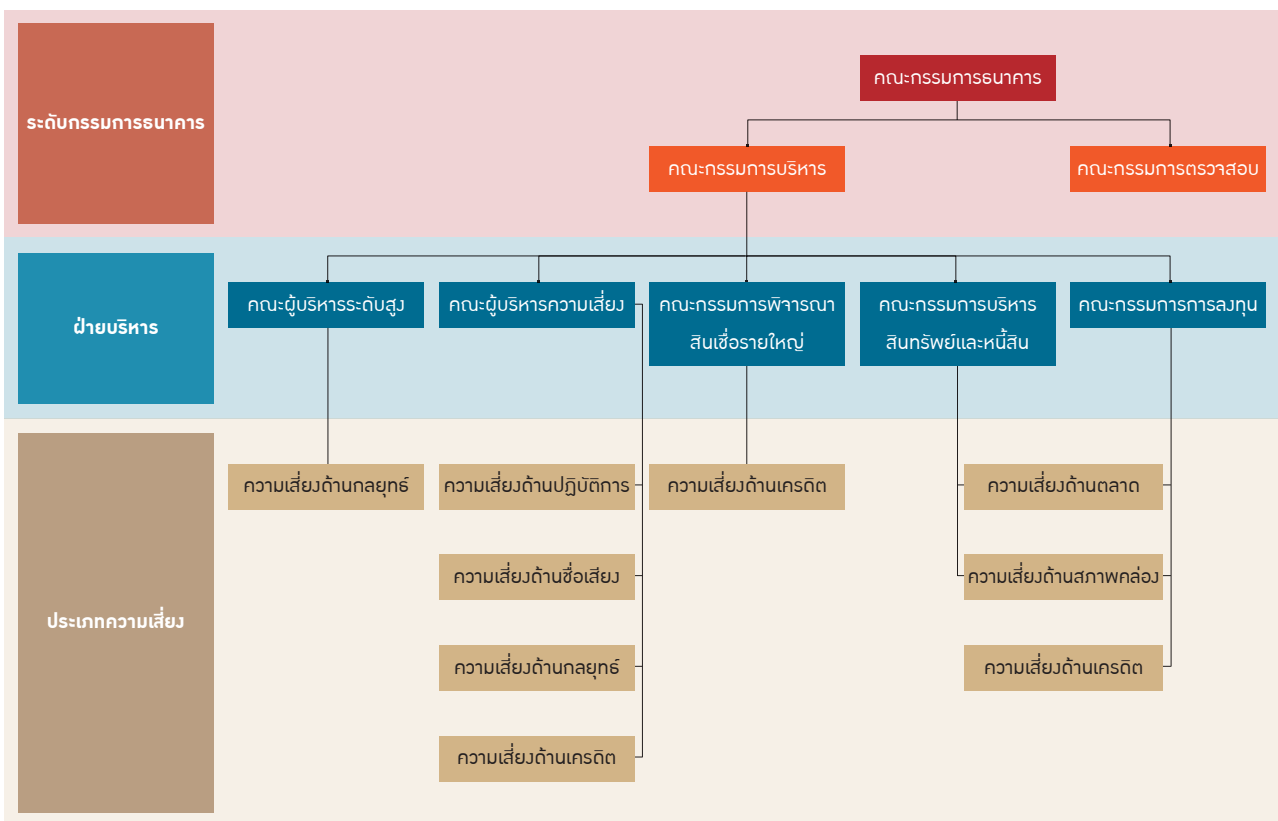 ระดับกรรมการธนาคาร
คณะกรรมการธนาคาร
คณะกรรมการบริหาร
คณะกรรมการตรวจสอบ
ฝ่ายบริหาร
คณะผู้บริหารระดับสูง
คณะผู้บริหารความเสี่ยง
คณะกรรมการพิจารณา
สินเชื่อรายใหญ่
คณะกรรมการบริหาร
สินทรัพย์และหนี้สิน
คณะกรรมการการลงทุน
ประเภทความเสี่ยง
ความเสี่ยงด้านกลยุทธ์
ความเสี่ยงด้านปฏิบัติการ
ความเสี่ยงด้านชื่อเสียง
ความเสี่ยงด้านกลยุทธ์
ความเสี่ยงด้านเครดิต
ความเสี่ยงด้านเครดิต
ความเสี่ยงด้านตลาด
ความเสี่ยงด้านสภาพคล่อง
ความเสี่ยงด้านเครดิต